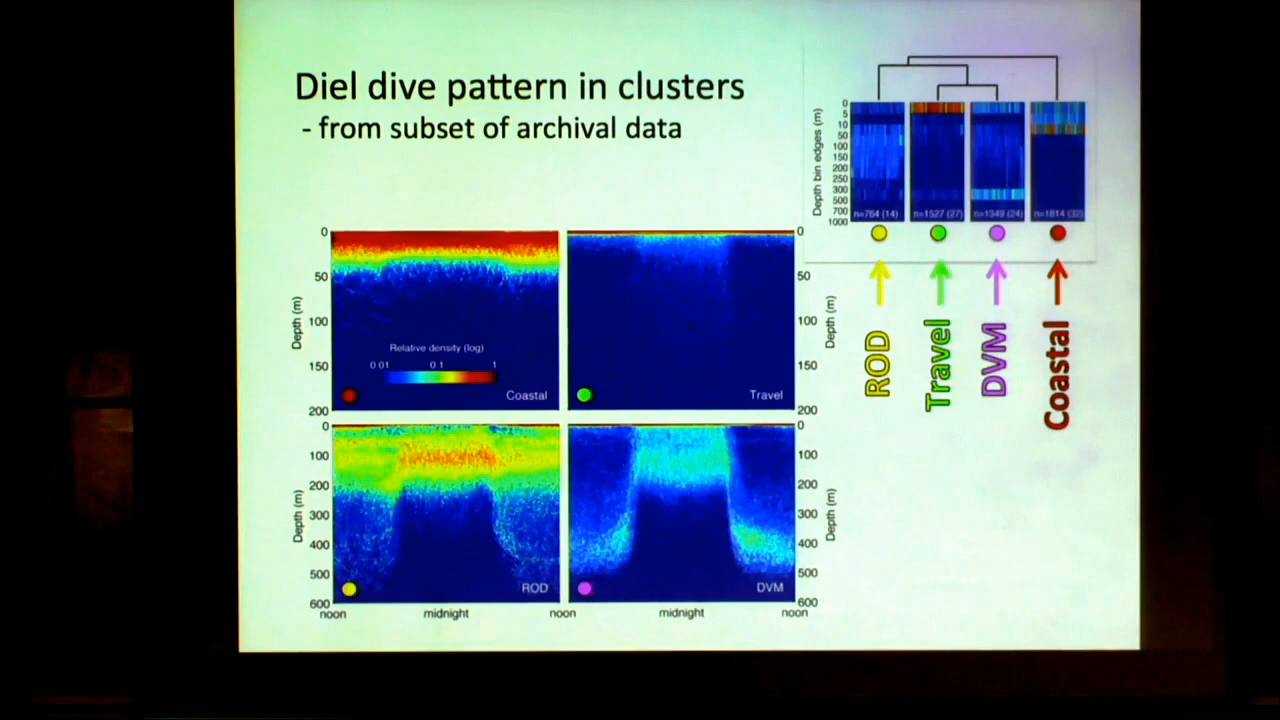 Diel dive pattern in clusters
- from subset of archival data
Depth bin edges (m)
0
5
10
50
100
150
200
250
300
500
700
1000
n=764 (14)
n=1527 (27)
n=1349 (24)
n=1814 (32)
ROD
Travel
DVM
Coastal
Depth (m)
0
50
100
150
200
Relative density (log)
0 01
0 1
1
Coastal
Travel
0
50
100
150
200
Depth (m)
Depth (m)
0
100
200
300
400
500
600
ROD
DVM
0
100
200
300
400
500
600
Depth (m)
noon
midnight
noon
midnight
noon